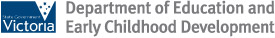 State Government
Victoria
Department of Education and
Early Childhood Development